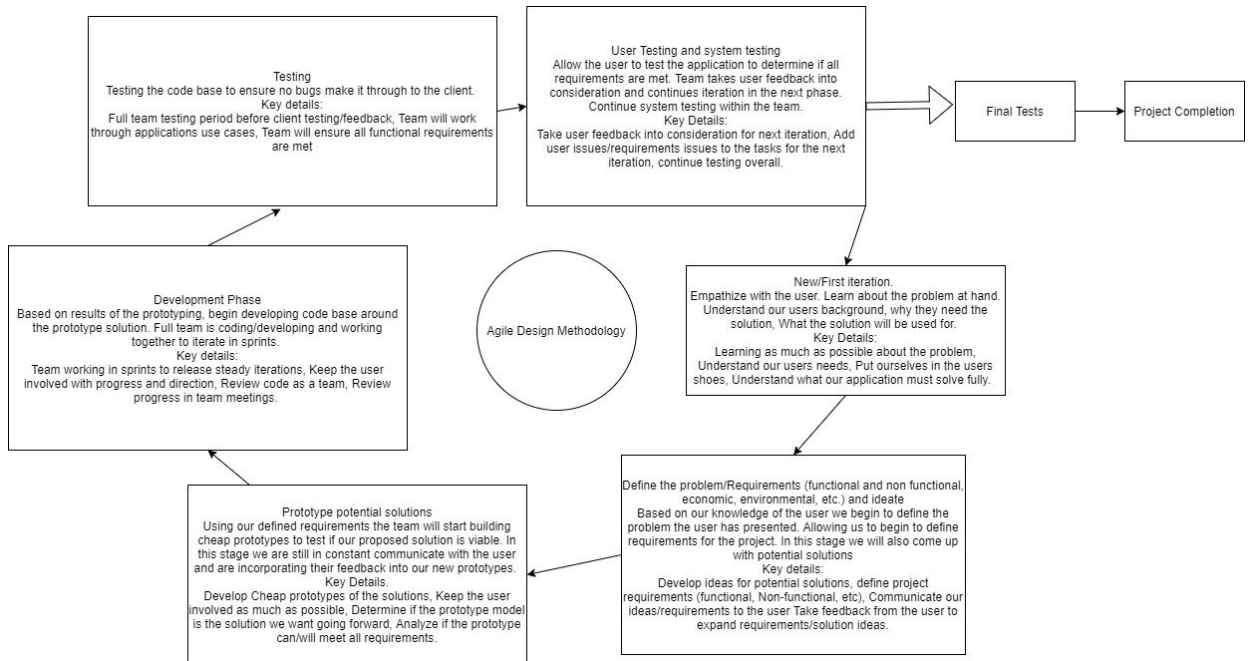 Testing
Testing the code base to ensure no bugs make it through to the client.
Key details:
Full team testing period before client testing/feedback, Team will work
through applications use cases, Team will ensure all functional requirements
are met
User Testing and system testing
Allow the user to test the application to determine if all
requirements are met. Team takes user feedback into
consideration and continues iteration in the next phase.
Continue system testing within the team.
Key Details:
Take user feedback into consideration for next iteration, Add
user issues/requirements issues to the tasks for the next
iteration, continue testing overall.
Final Tests
Project Completion
Development Phase
Based on results of the prototyping, begin developing code base around
the prototype solution. Full team is coding/developing and working
together to iterate in sprints.
Key details:
Team working in sprints to release steady iterations, Keep the user
involved with progress and direction, Review code as a team, Review
progress in team meetings.
Agile Design Methodology
New/First iteration.
Empathize with the user. Learn about the problem at hand.
Understand our users background, why they need the
solution, What the solution will be used for.
Key Details:
Learning as much as possible about the problem,
Understand our users needs, Put ourselves in the users
shoes, Understand what our application must solve fully.
Prototype potential solutions
Using our defined requirements the team will start building
cheap prototypes to test if our proposed solution is viable. In
this stage we are still in constant communicate with the user
and are incorporating their feedback into our new prototypes.
Key Details.
Develop Cheap prototypes of the solutions, Keep the user
involved as much as possible, Determine if the prototype model
is the solution we want going forward, Analyze if the prototype
can/will meet all requirements.
Define the problem/Requirements (functional and non functional,
economic, environmental, etc.) and ideate
Based on our knowledge of the user we begin to define the
problem the user has presented. Allowing us to begin to define
requirements for the project. In this stage we will also come up
with potential solutions
Key details:
Develop ideas for potential solutions, define project
requirements (functional, Non-functional, etc), Communicate our
ideas/requirements to the user Take feedback from the user to
expand requirements/solution ideas.